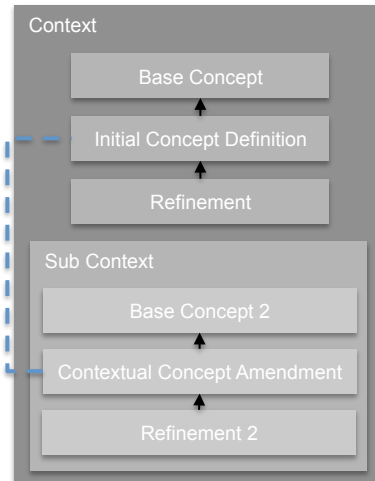 Context
Base Concept
Initial Concept Definition
Refinement
Sub Context
Base Concept 2
Contextual Concept Amendment
Refinement 2